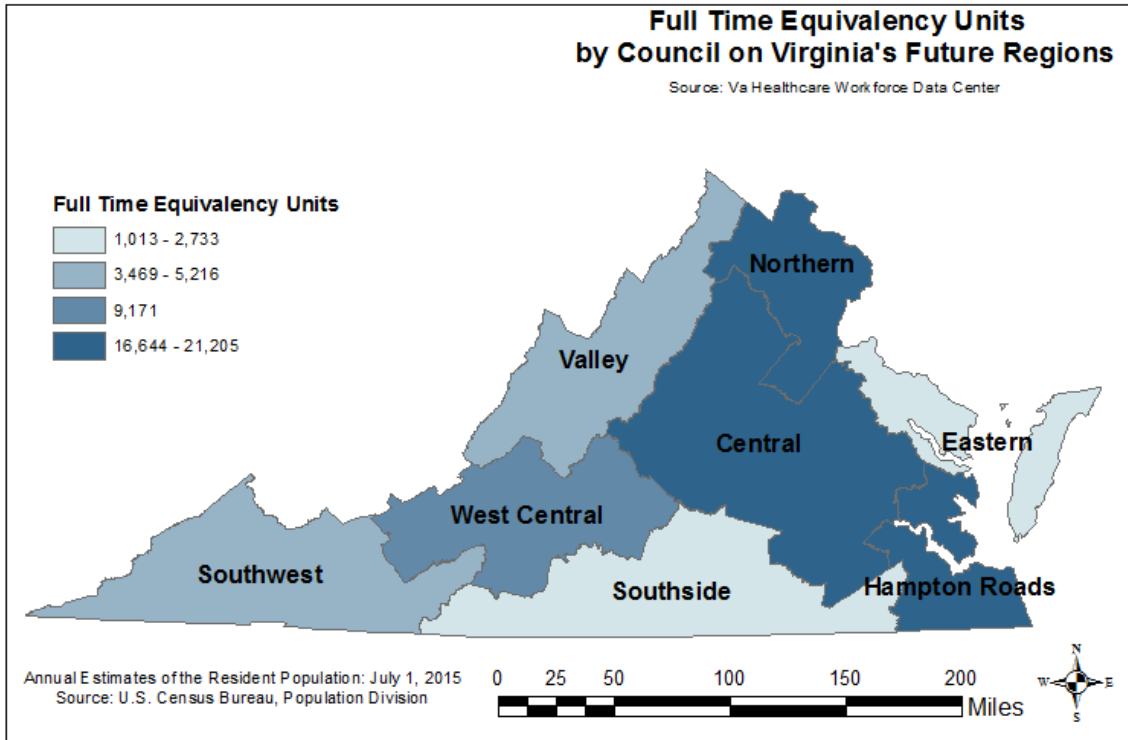 Full Time Equivalency Units
by Council on Virginia's Future Regions
Source: Va Healthcare Workforce Data Center
Full Time Equivalency Units
1,013 - 2,733
3,469 - 5,216
9,171
16,644 - 21,205
Northern
Valley
Central
Eastern
West Central
Southwest
Southside
Hampton Roads
Annual Estimates of the Resident Population: July 1, 2015
Source: U.S. Census Bureau, Population Division
0 25 50 100 150 200
Miles
N
W E
S